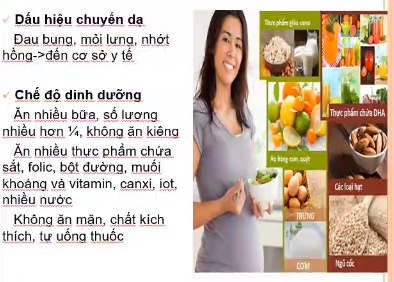 Dấu hiệu chuyển dạ
Đau bung, mỏi lưng, nhớt
hồng->đến cơ sở y tế
Chế độ dinh dưỡng
Ăn nhiều bữa, số lương
nhiều hơn ¼, không ăn kiêng
Ăn nhiều thực phẩm chứa
sắt, folic, bột đường, muối
khoáng và vitamin, canxi, iot,
nhiều nước
Không ăn mặn, chất kích
thích, tự uống thuốc
Thực phẩm giàu canxi
Thực phẩm chứa DHA
Họ hàng cam, quýt
Các loại hạt
TRỨNG
CƠM
Ngũ cốc